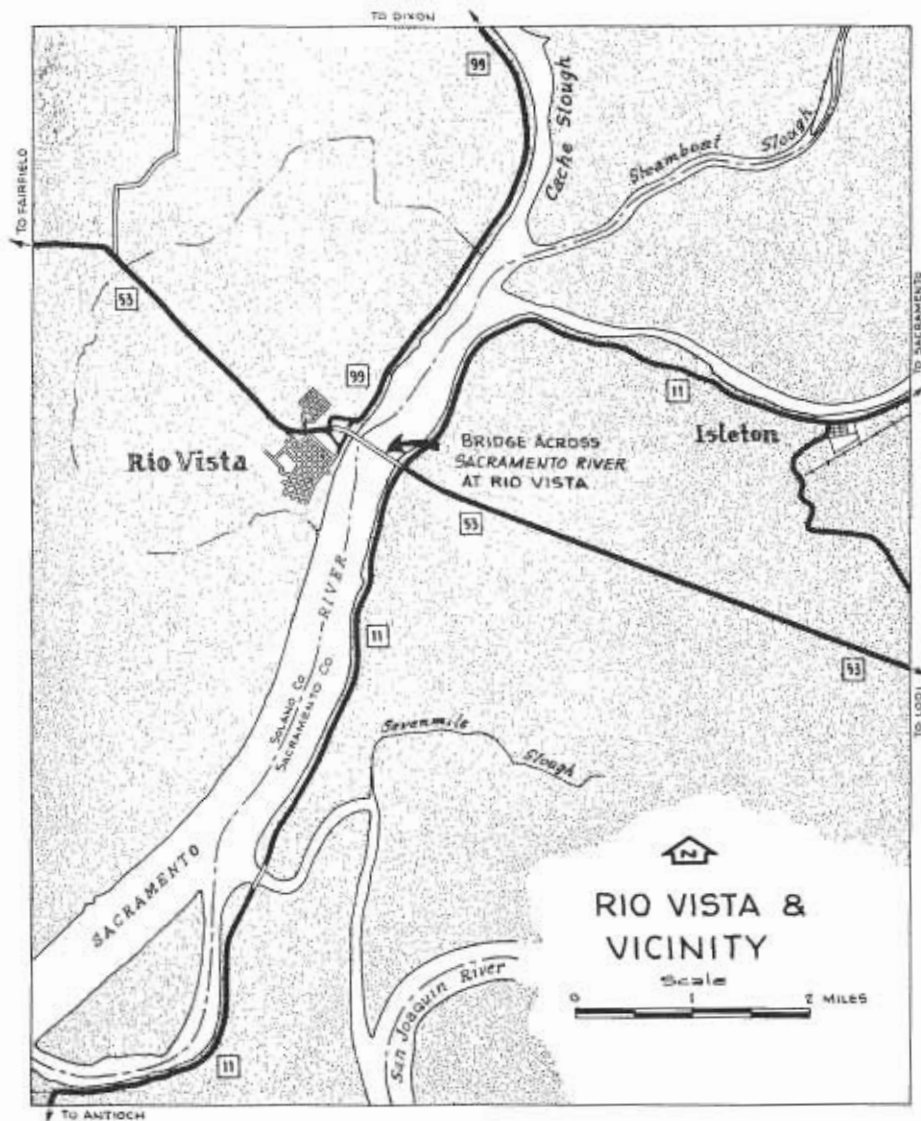 TO DIXON
99
Cache Slough
Steamboat Slough
TO FAIRFIELD
53
99
11
TO SACRAMENTO
Isleton
Rio Vista
BRIDGE ACROSS
SACRAMENTO RIVER
AT RIO VISTA
53
11
53
TO LODI
SACRAMENTO RIVER
SOLANO CO
SACRAMENTO CO
Sevenmile Slough
N
RIO VISTA &
VICINITY
Scale
0 1 2 MILES
San Joaquin River
11
TO ANTIOCH